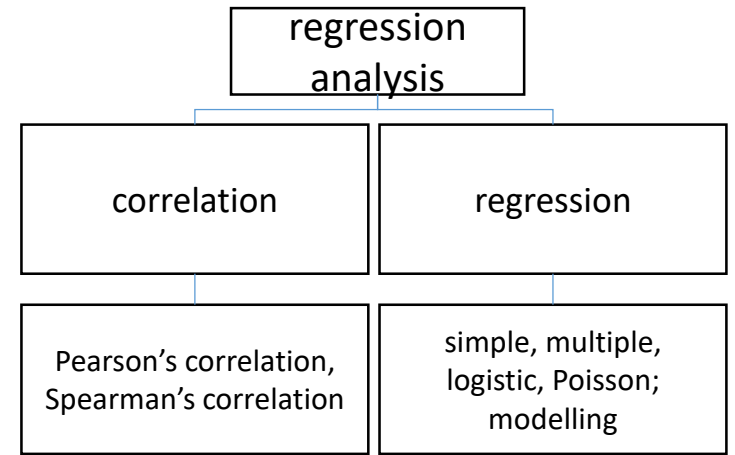 regression
analysis
correlation
regression
Pearson’s correlation,
Spearman’s correlation
simple, multiple,
logistic, Poisson;
modelling